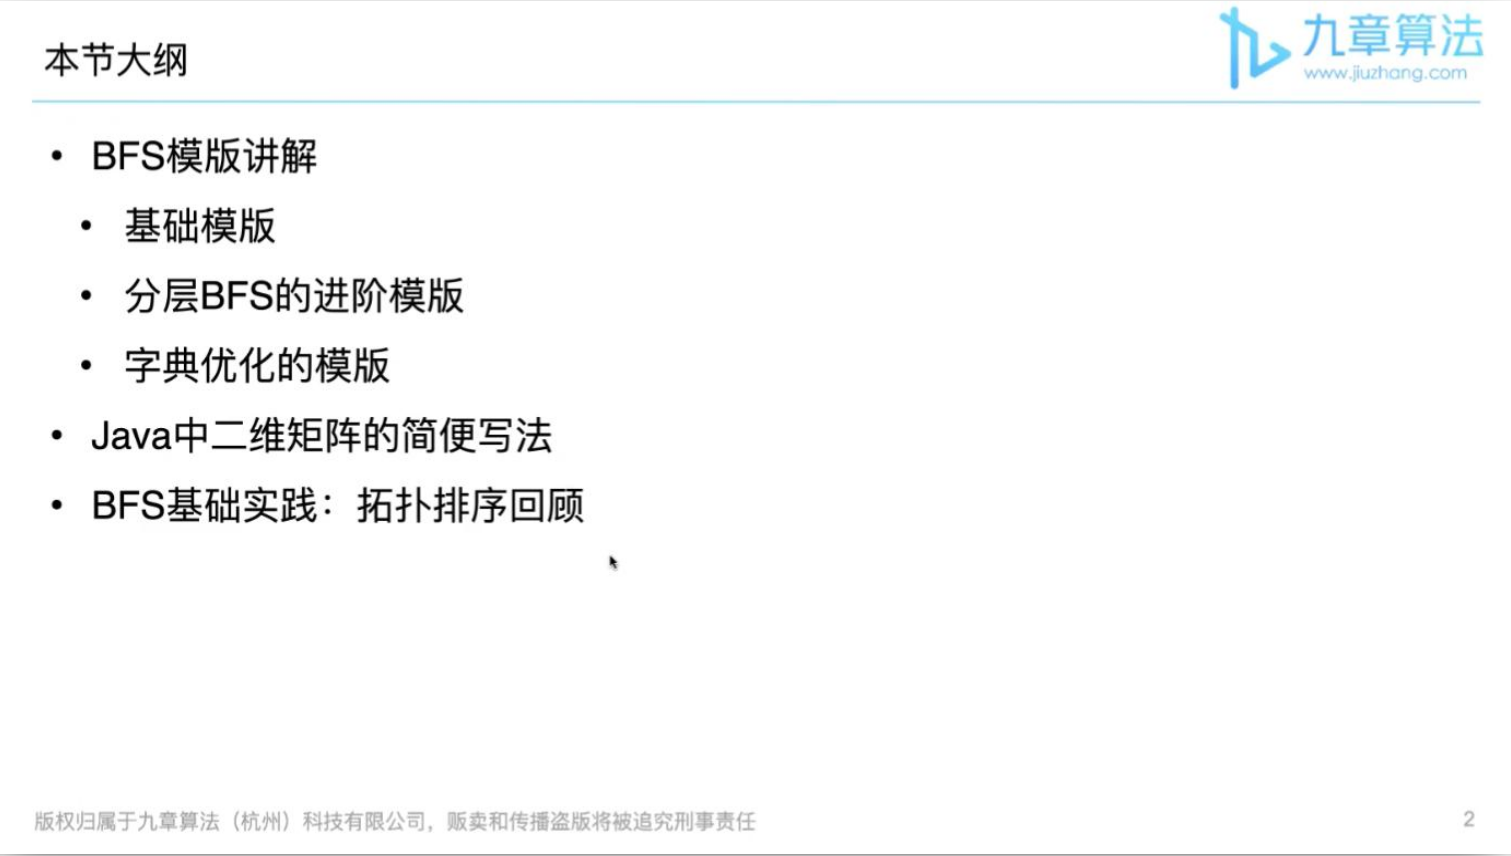 本节大纲
九章算法
www.jiuzhang.com
• BFS模版讲解
• 基础模版
• 分层BFS的进阶模版
• 字典优化的模版
• Java中二维矩阵的简便写法
• BFS基础实践：拓扑排序回顾
版权归属于九章算法（杭州）科技有限公司，贩卖和传播盗版将被追究刑事责任
2